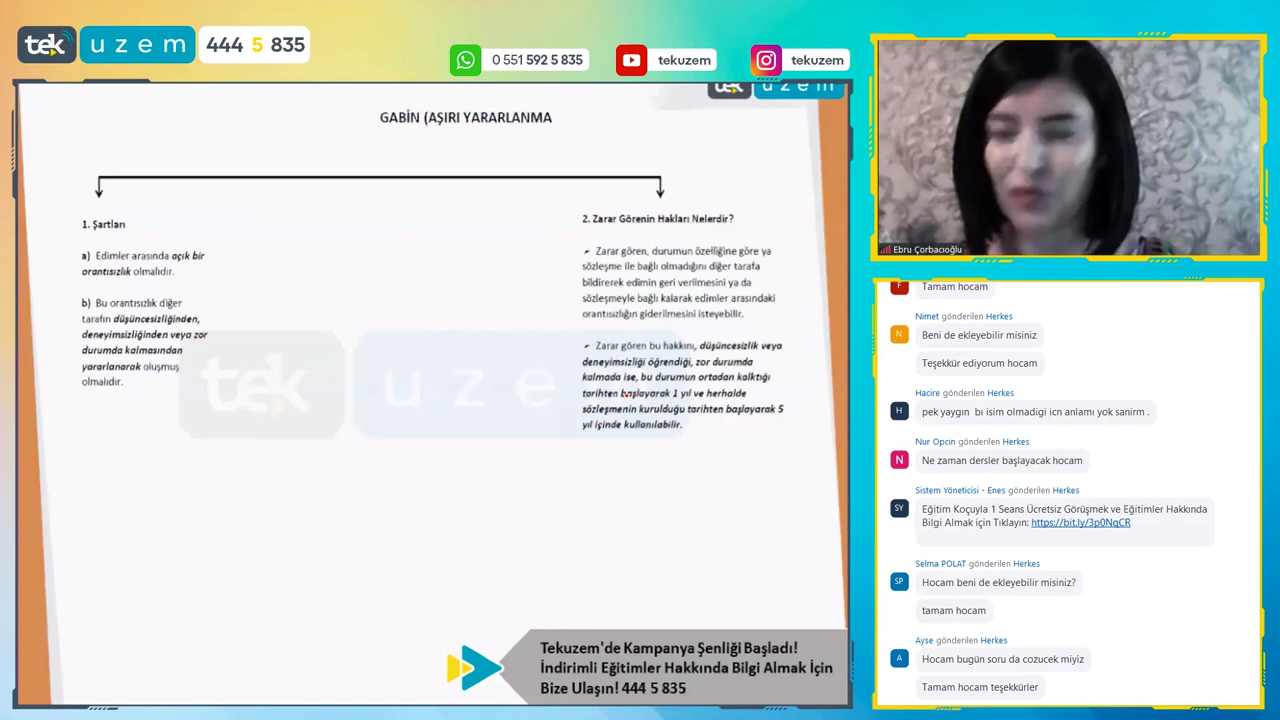 tek uzem 444 5 835
0 551 592 5 835
tekuzem
tekuzem
tek uzem
GABİN (AŞIRI YARARLANMA
1. Şartları
a) Edimler arasında açık bir
orantısızlık olmalıdır.
b) Bu orantısızlık diğer
tarafın düşüncesizliğinden,
deneyimsizliğinden veya zor
durumda kalmasından
yararlanarak oluşmuş
olmalıdır.
2. Zarar Görenin Hakları Nelerdir?
Zarar gören, durumun özelliğine göre ya
sözleşme ile bağlı olmadığını diğer tarafa
bildirerek edimin geri verilmesini ya da
sözleşmeyle bağlı kalarak edimler arasındaki
orantısızlığın giderilmesini isteyebilir.
Zarar gören bu hakkını, düşüncesizlik veya
deneyimsizliği öğrendiği, zor durumda
kalmada ise, bu durumun ortadan kalktığı
tarihten başlayarak 1 yıl ve herhalde
sözleşmenin kurulduğu tarihten başlayarak 5
yıl içinde kullanılabilir.
tek uze
Tekuzem'de Kampanya Şenliği Başladı!
İndirimli Eğitimler Hakkında Bilgi Almak İçin
Bize Ulaşın! 444 5 835
Ebru Çorbacıoğlu
F
Tamam hocam
Nimet gönderilen Herkes
N
Beni de ekleyebilir misiniz
Teşekkür ediyorum hocam
Hacire gönderilen Herkes
H
pek yaygın bı isim olmadigi icn anlamı yok sanirm .
Nur Opcin gönderilen Herkes
N
Ne zaman dersler başlayacak hocam
Sistem Yöneticisi - Enes gönderilen Herkes
SY
Eğitim Koçuyla 1 Seans Ücretsiz Görüşmek ve Eğitimler Hakkında
Bilgi Almak için Tıklayın: https://bit.ly/3p0NqCR
Selma POLAT gönderilen Herkes
SP
Hocam beni de ekleyebilir misiniz?
tamam hocam
Ayse gönderilen Herkes
A
Hocam bugün soru da cozucek miyiz
Tamam hocam teşekkürler